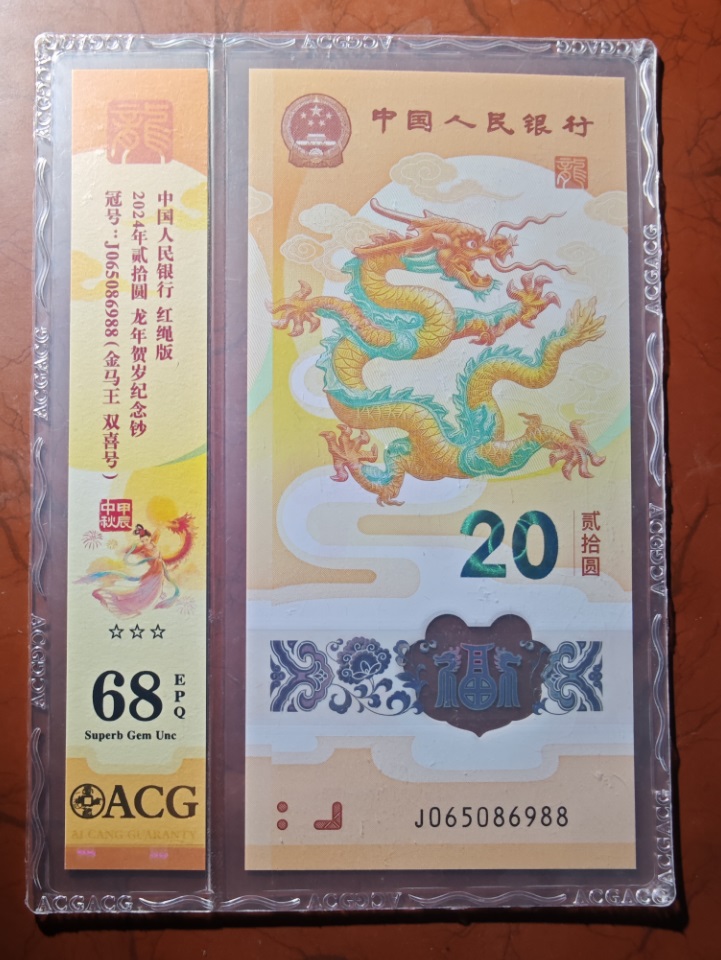 龍
中国人民银行 红绳版
2024年贰拾圆 龙年贺岁纪念钞
冠号：J065086988（金马王 双喜号）
甲辰
中秋
☆☆☆
68
EPQ
Superb Gem Unc
ACG
AI CANG GUARANTY
中国人民银行
龍
20
贰拾圆
J065086988
ACGACG
ACGACG
ACGACG